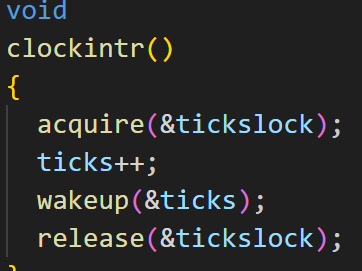 void
clockintr()
{
  acquire(&tickslock);
  ticks++;
  wakeup(&ticks);
  release(&tickslock);
}